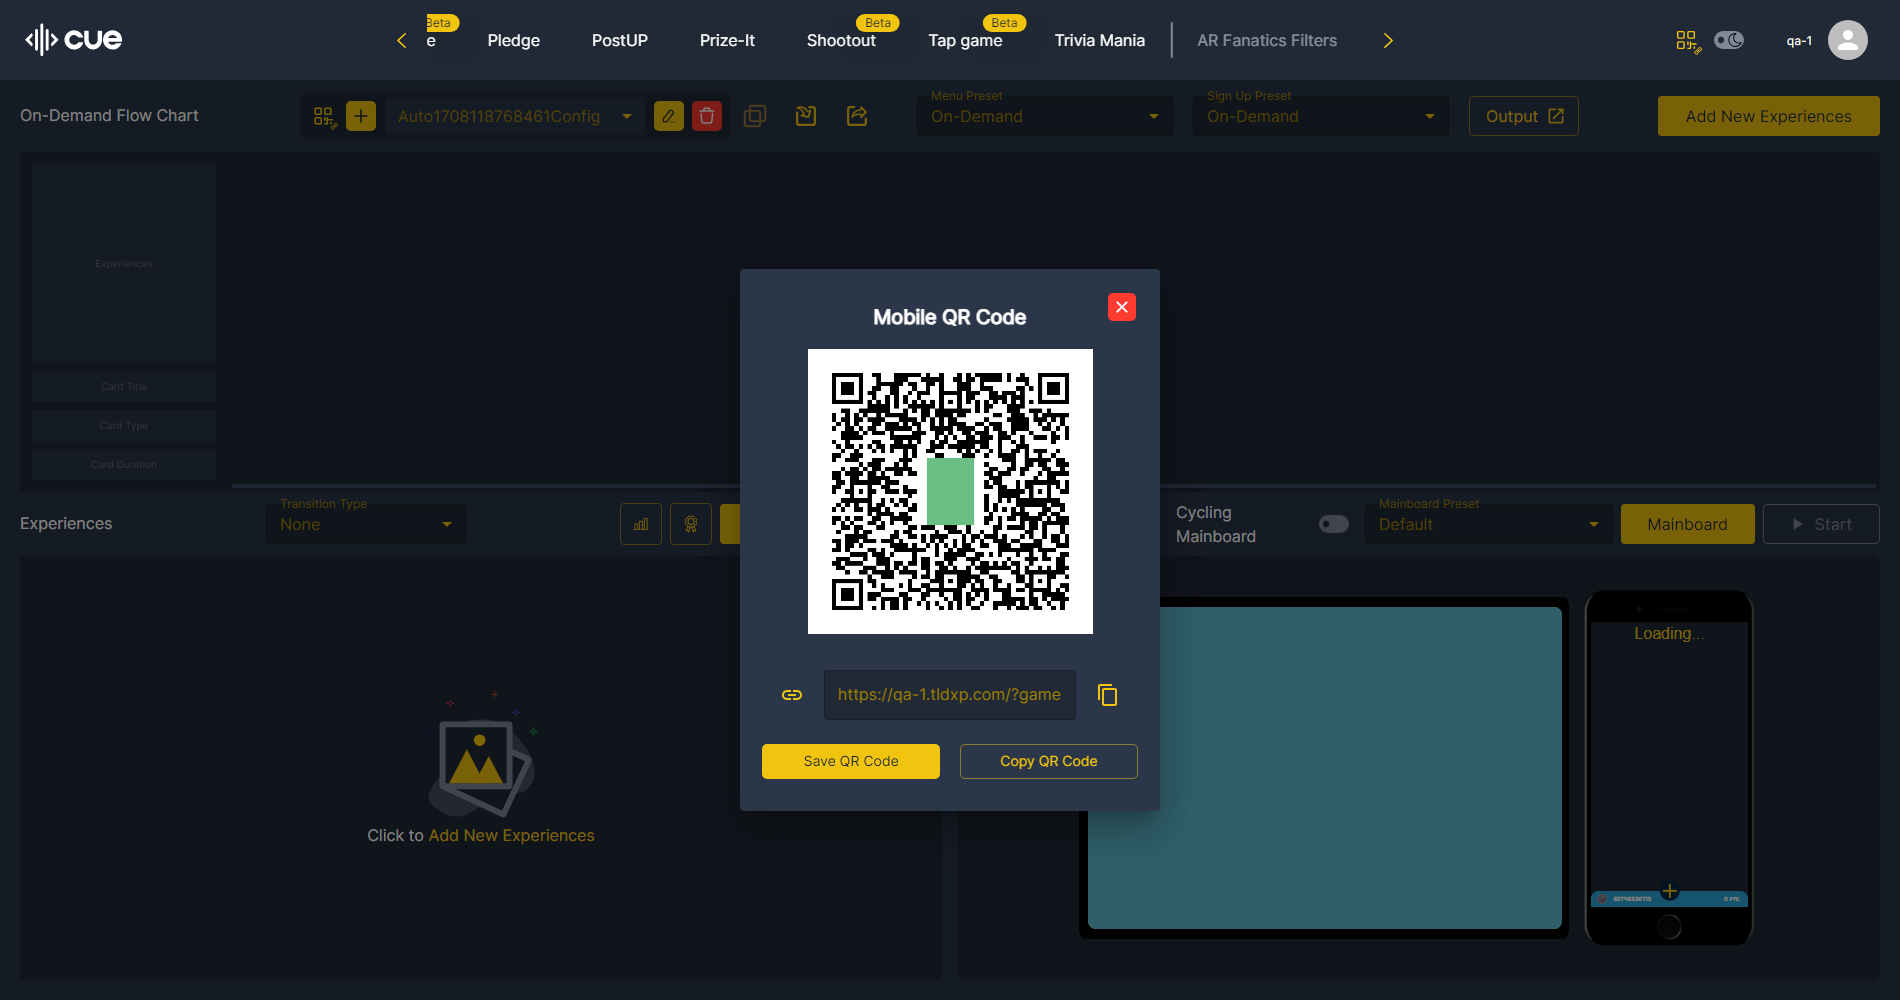 cue
Beta
e
Pledge
PostUP
Prize-It
Beta
Shootout
Beta
Tap game
Trivia Mania
AR Fanatics Filters
qa-1
On-Demand Flow Chart
Auto1708118768461Config
Menu Preset
On-Demand
Sign Up Preset
On-Demand
Output
Add New Experiences
Experiences
Card Title
Card Type
Card Duration
Mobile QR Code
https://qa-1.tldxp.com/?game
Save QR Code
Copy QR Code
Experiences
Transition Type
None
Cycling
Mainboard
Mainboard Preset
Default
Mainboard
Start
Click to Add New Experiences
Loading...
0 PTS